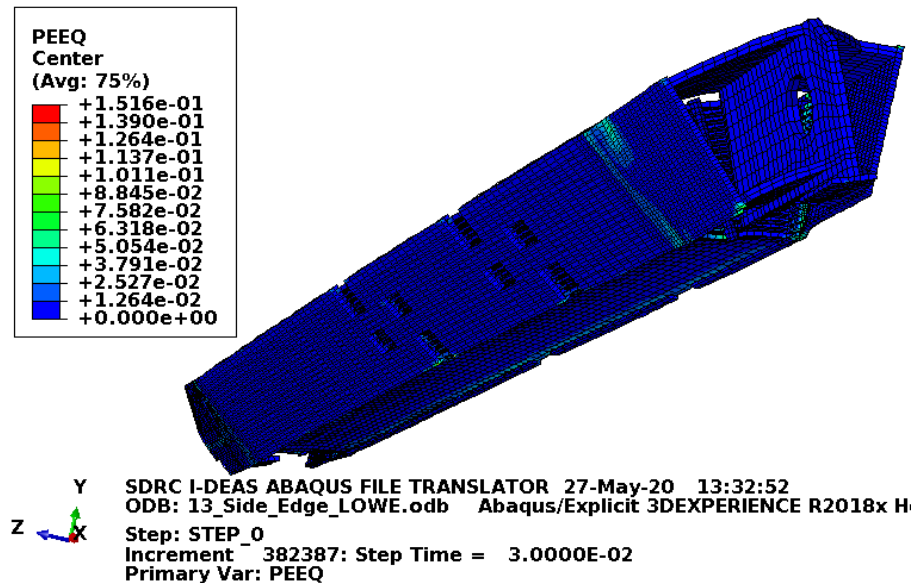 PEEQ
Center
(Avg: 75%)
+1.516e-01
+1.390e-01
+1.264e-01
+1.137e-01
+1.011e-01
+8.845e-02
+7.582e-02
+6.318e-02
+5.054e-02
+3.791e-02
+2.527e-02
+1.264e-02
+0.000e+00
Y
Z
X
SDRC I-DEAS ABAQUS FILE TRANSLATOR 27-May-20 13:32:52
ODB: 13_Side_Edge_LOWE.odb Abaqus/Explicit 3DEXPERIENCE R2018x
Step: STEP_0
Increment 382387: Step Time = 3.0000E-02
Primary Var: PEEQ